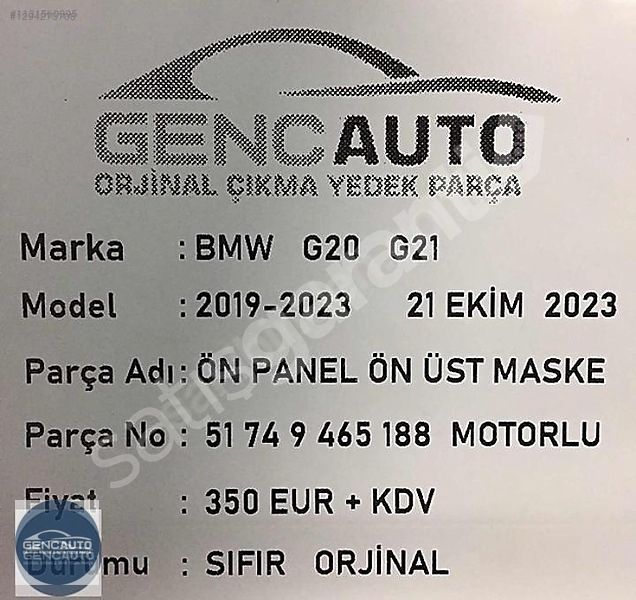 GENCAUTO
ORJİNAL ÇIKMA YEDEK PARÇA
Marka : BMW G20 G21
Model : 2019-2023 21 EKİM 2023
Parça Adı : ÖN PANEL ÖN ÜST MASKE
Parça No : 51 74 9 465 188 MOTORLU
Fiyat : 350 EUR + KDV
: SIFIR ORJİNAL
GENCAUTO
GENCAUTO